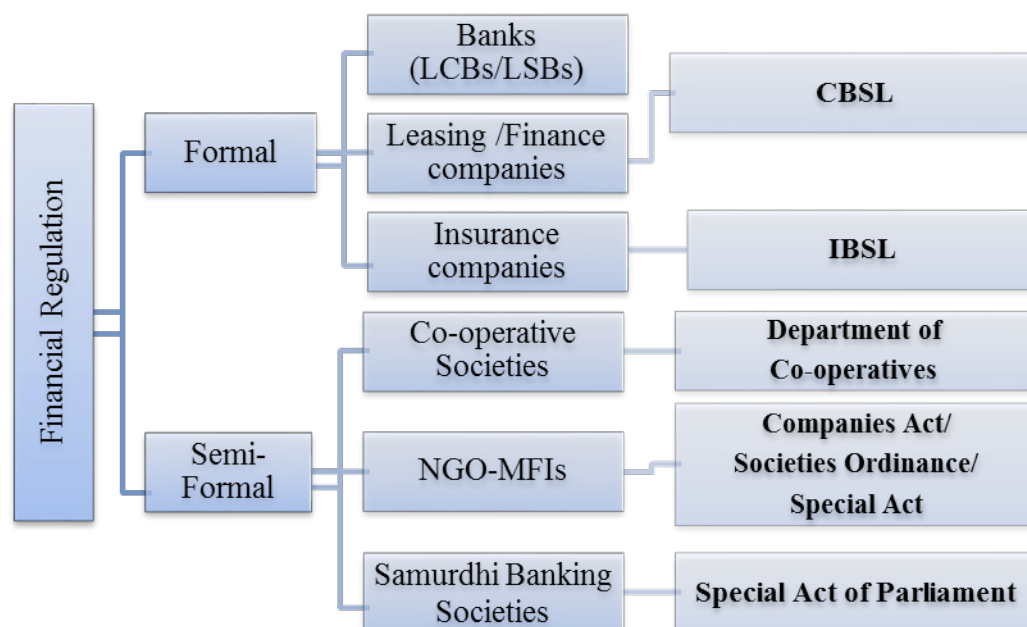 Financial Regulation
Formal
Banks
(LCBs/LSBs)
Leasing /Finance
companies
CBSL
Insurance
companies
IBSL
Semi-
Formal
Co-operative
Societies
Department of
Co-operatives
NGO-MFIs
Companies Act/
Societies Ordinance/
Special Act
Samurdhi Banking
Societies
Special Act of Parliament